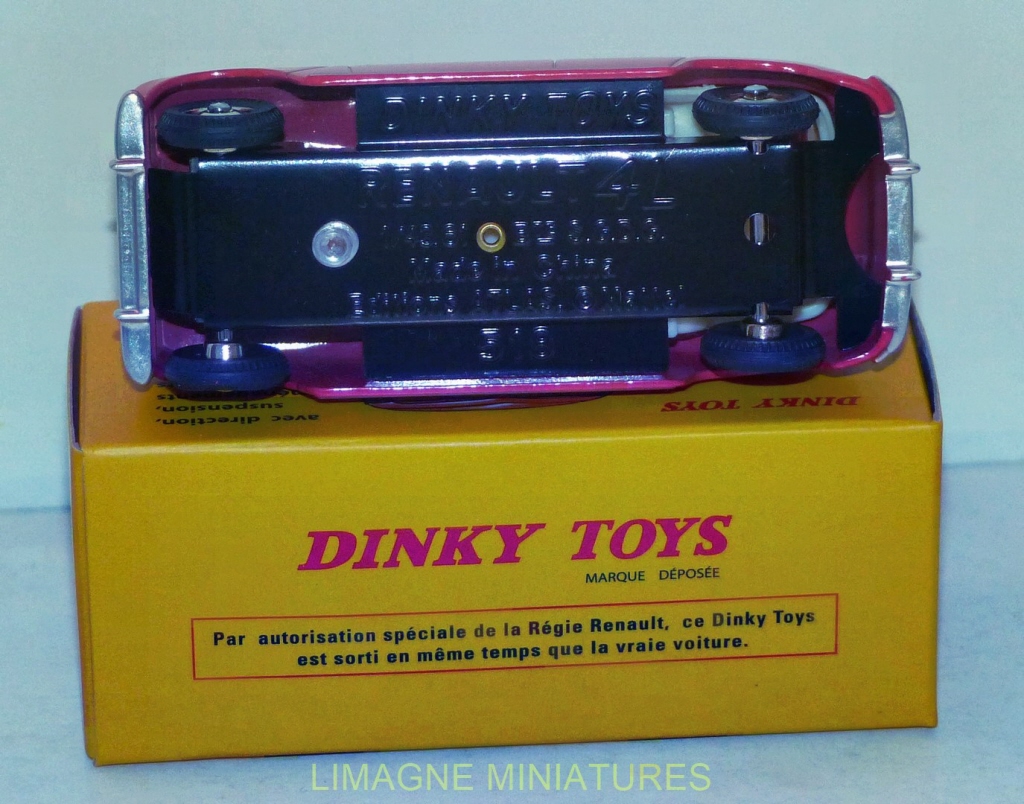 DINKY TOYS
RENAULT 4L
Made in China
Editions ATLAS
518
avec direction,
suspension,
DINKY TOYS
DINKY TOYS
MARQUE DÉPOSÉE
Par autorisation spéciale de la Régie Renault, ce Dinky Toys
est sorti en même temps que la vraie voiture.
LIMAGNE MINIATURES